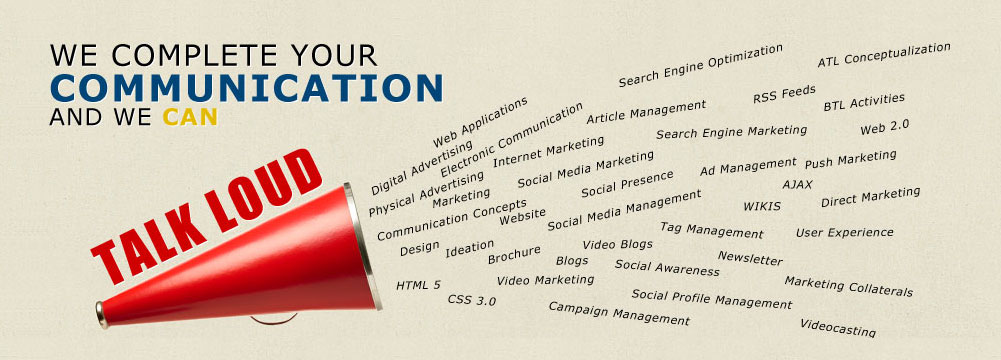 WE COMPLETE YOUR
COMMUNICATION
AND WE CAN
TALK LOUD
Search Engine Optimization
ATL Conceptualization
Web Applications
Electronic Communication
Article Management
RSS Feeds
BTL Activities
Digital Advertising
Internet Marketing
Search Engine Marketing
Web 2.0
Physical Advertising
Marketing
Social Media Marketing
Social Presence
Ad Management
Push Marketing
AJAX
Communication Concepts
Website
Social Media Management
WIKIS
Direct Marketing
Design
Ideation
Brochure
Video Blogs
Tag Management
User Experience
Blogs
Social Awareness
Newsletter
HTML 5
Video Marketing
Marketing Collaterals
CSS 3.0
Campaign Management
Social Profile Management
Videocasting